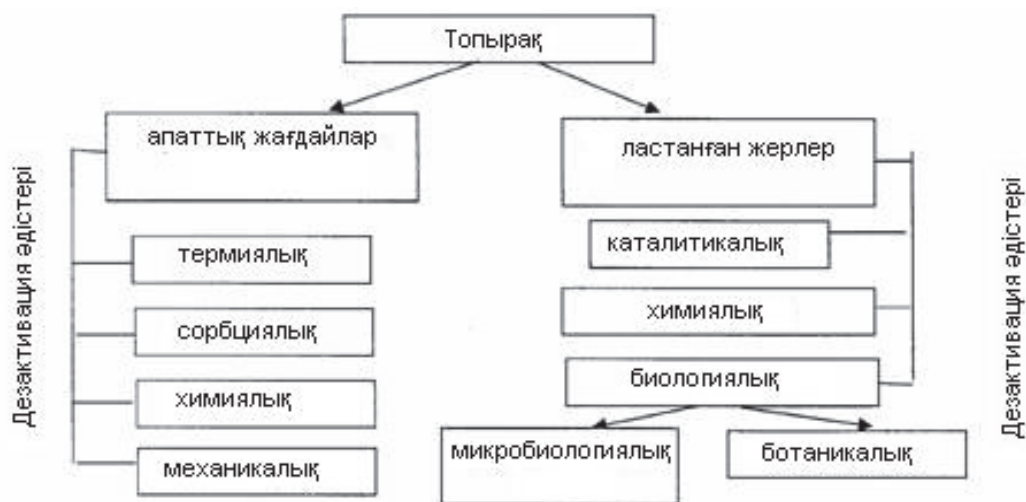 Топырақ
апаттық жағдайлар
ластанған жерлер
Дезактивация әдістері
термиялық
сорбциялық
химиялық
механикалық
каталитикалық
химиялық
биологиялық
микробиологиялық
ботаникалық
Дезактивация әдістері